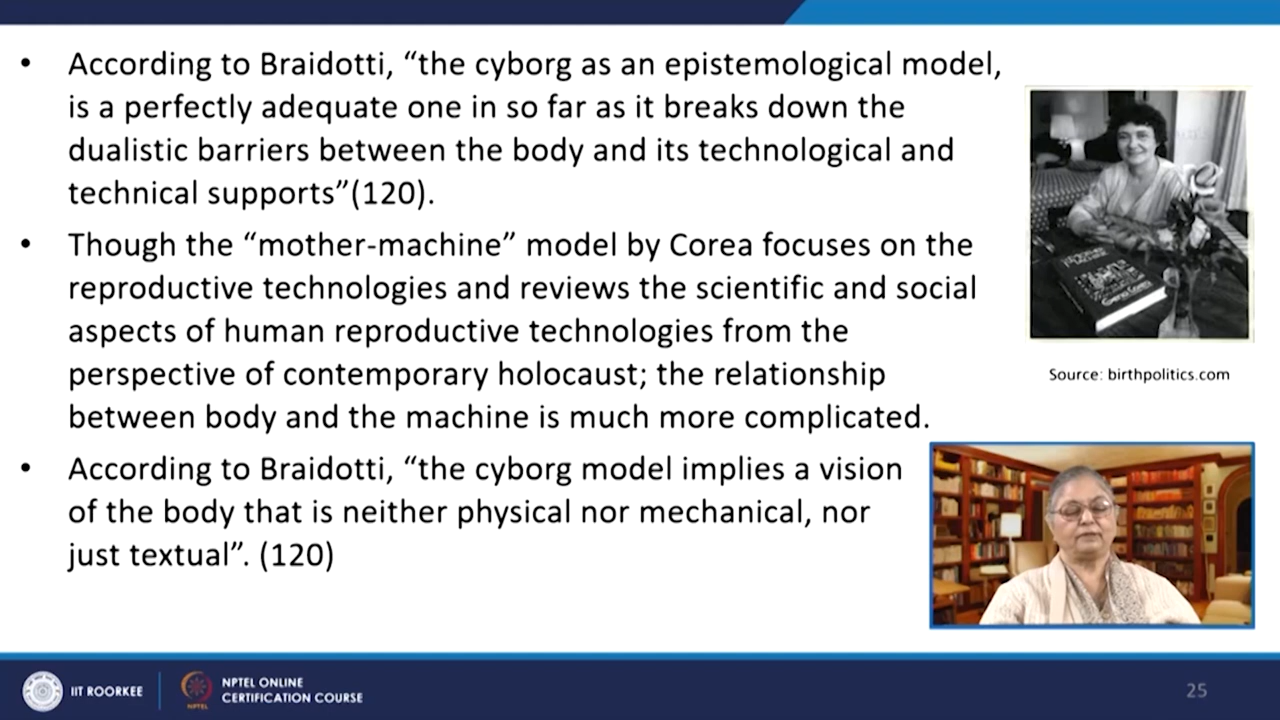 • According to Braidotti, “the cyborg as an epistemological model,
is a perfectly adequate one in so far as it breaks down the
dualistic barriers between the body and its technological and
technical supports”(120).
• Though the “mother-machine” model by Corea focuses on the
reproductive technologies and reviews the scientific and social
aspects of human reproductive technologies from the
perspective of contemporary holocaust; the relationship
between body and the machine is much more complicated.
• According to Braidotti, “the cyborg model implies a vision
of the body that is neither physical nor mechanical, nor
just textual”. (120)
Source: birthpolitics.com
IIT ROORKEE
NPTEL
NPTEL ONLINE
CERTIFICATION COURSE
25